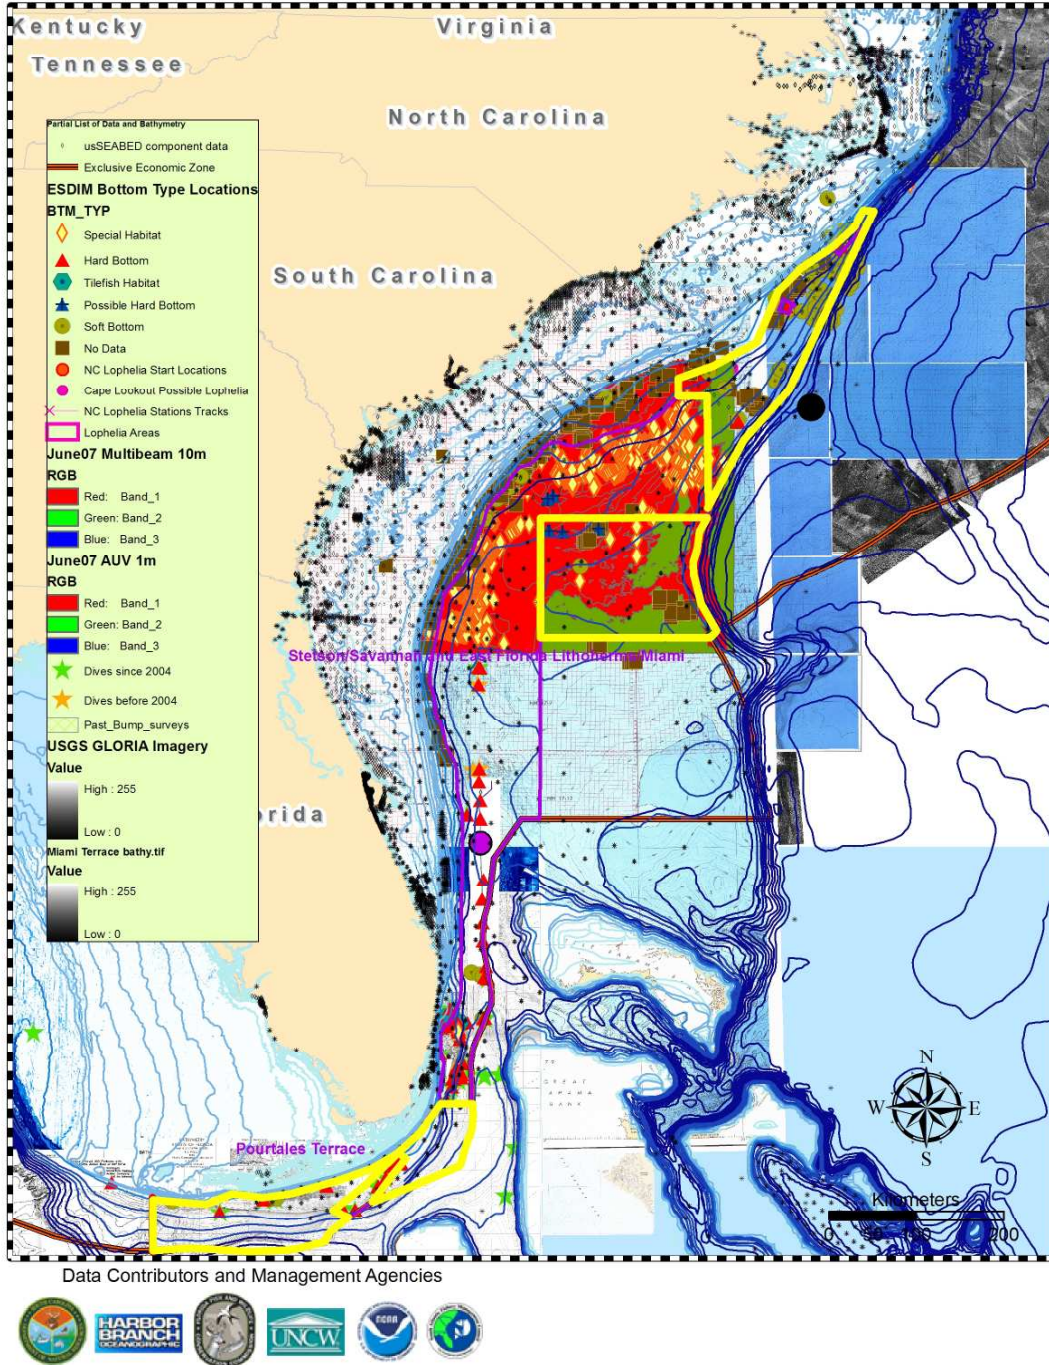 Kentucky
Virginia
Tennessee
North Carolina
South Carolina
Partial List of Data and Bathymetry
usSEABED component data
Exclusive Economic Zone
ESDIM Bottom Type Locations
BTM_TYP
Special Habitat
Hard Bottom
Tilefish Habitat
Possible Hard Bottom
Soft Bottom
No Data
NC Lophelia Start Locations
Cape Lookout Possible Lophelia
NC Lophelia Stations Tracks
Lophelia Areas
June07 Multibeam 10m
RGB
Red: Band_1
Green: Band_2
Blue: Band_3
June07 AUV 1m
RGB
Red: Band_1
Green: Band_2
Blue: Band_3
Dives since 2004
Dives before 2004
Past_Bump_surveys
USGS GLORIA Imagery
Value
High : 255
Low : 0
Miami Terrace bathy.tif
Value
High : 255
Low : 0
Stetson/Savannah and East Florida Lithoherms/Miami
orida
Pourtales Terrace
GREAT
BANK
N
W E
S
Kilometers
0 50 100 200
Data Contributors and Management Agencies
HARBOR
BRANCH
OCEANOGRAPHIC
UNCW
noaa